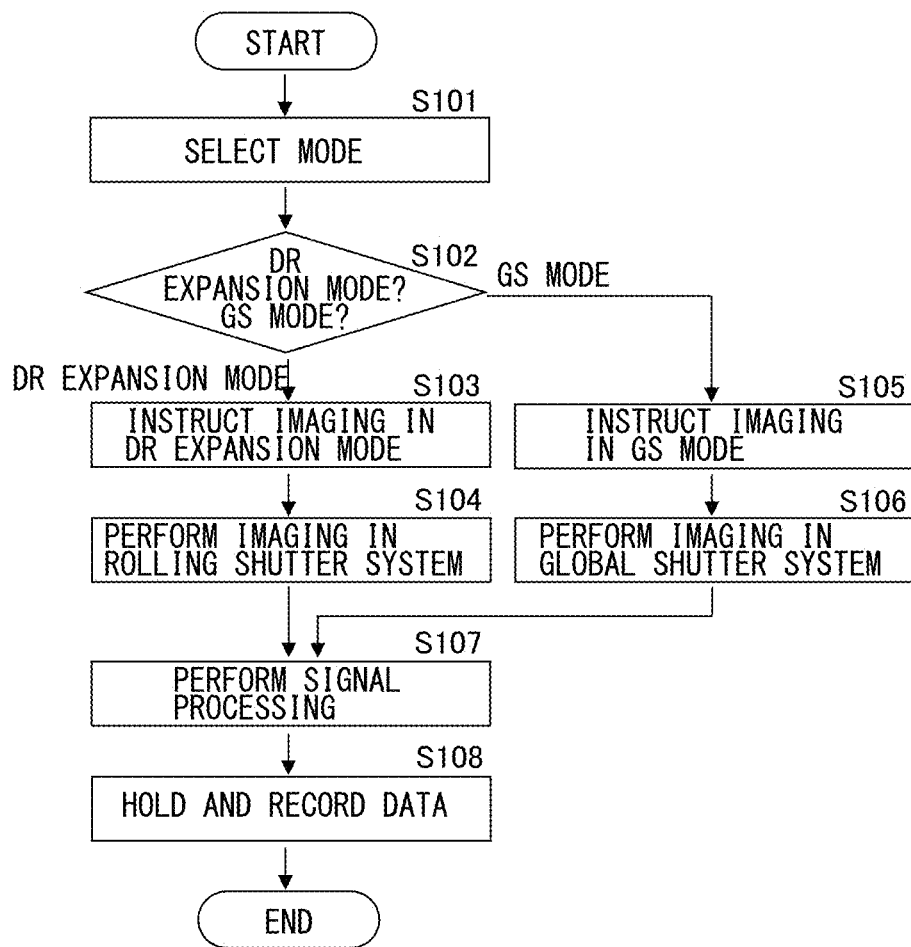 START
S101
SELECT MODE
S102
DR
EXPANSION MODE?
GS MODE?
GS MODE
DR EXPANSION MODE
S103
INSTRUCT IMAGING IN
DR EXPANSION MODE
S105
INSTRUCT IMAGING
IN GS MODE
S104
PERFORM IMAGING IN
ROLLING SHUTTER SYSTEM
S106
PERFORM IMAGING IN
GLOBAL SHUTTER SYSTEM
S107
PERFORM SIGNAL
PROCESSING
S108
HOLD AND RECORD DATA
END